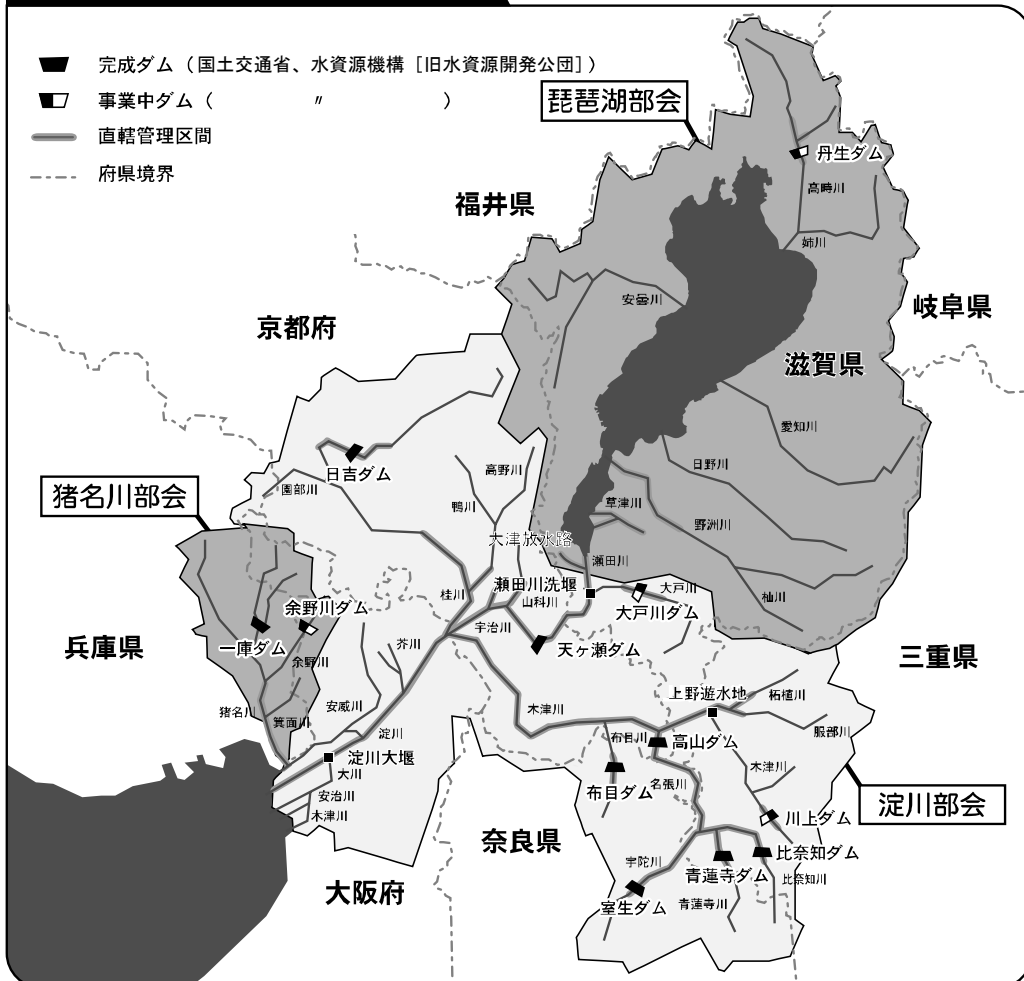 完成ダム（国土交通省、水資源機構［旧水資源開発公団］）
事業中ダム（　　　〃　　　）
直轄管理区間
府県境界
琵琶湖部会
丹生ダム
高時川
福井県
姉川
安曇川
岐阜県
京都府
滋賀県
愛知川
日吉ダム
高野川
日野川
園部川
猪名川部会
鴨川
草津川
野洲川
大津放水路
瀬田川
瀬田川洗堰
大戸川
桂川
山科川
杣川
余野川ダム
大戸川ダム
宇治川
兵庫県
一庫ダム
芥川
天ヶ瀬ダム
三重県
余野川
上野遊水地
柘植川
猪名川
安威川
木津川
箕面川
服部川
淀川
布目川
高山ダム
淀川大堰
木津川
大川
名張川
布目ダム
安治川
淀川部会
木津川
川上ダム
奈良県
比奈知ダム
宇陀川
青蓮寺ダム
比奈知川
大阪府
室生ダム
青蓮寺川